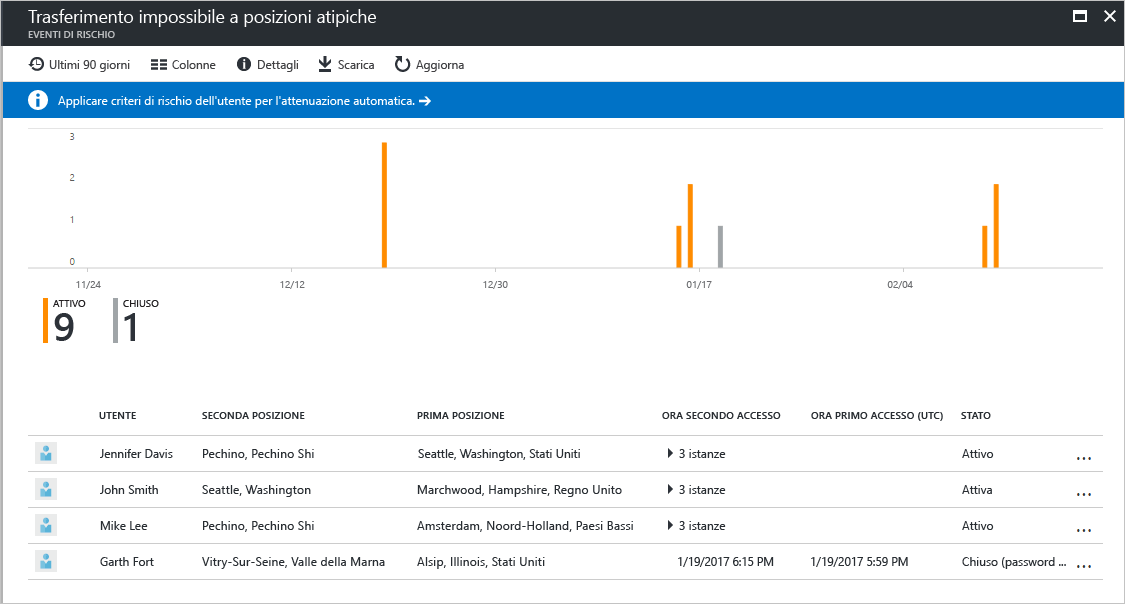 Trasferimento impossibile a posizioni atipiche
EVENTI DI RISCHIO
Ultimi 90 giorni Colonne Dettagli Scarica Aggiorna
Applicare criteri di rischio dell'utente per l'attenuazione automatica.
3
2
1
0
11/24 12/12 12/30 01/17 02/04
ATTIVO CHIUSO
9 1
UTENTE SECONDA POSIZIONE PRIMA POSIZIONE ORA SECONDO ACCESSO ORA PRIMO ACCESSO (UTC) STATO
Jennifer Davis Pechino, Pechino Shi Seattle, Washington, Stati Uniti 3 istanze Attivo ...
John Smith Seattle, Washington Marchwood, Hampshire, Regno Unito 3 istanze Attiva ...
Mike Lee Pechino, Pechino Shi Amsterdam, Noord-Holland, Paesi Bassi 3 istanze Attivo ...
Garth Fort Vitry-Sur-Seine, Valle della Marna Alsip, Illinois, Stati Uniti 1/19/2017 6:15 PM 1/19/2017 5:59 PM Chiuso (password ... ...